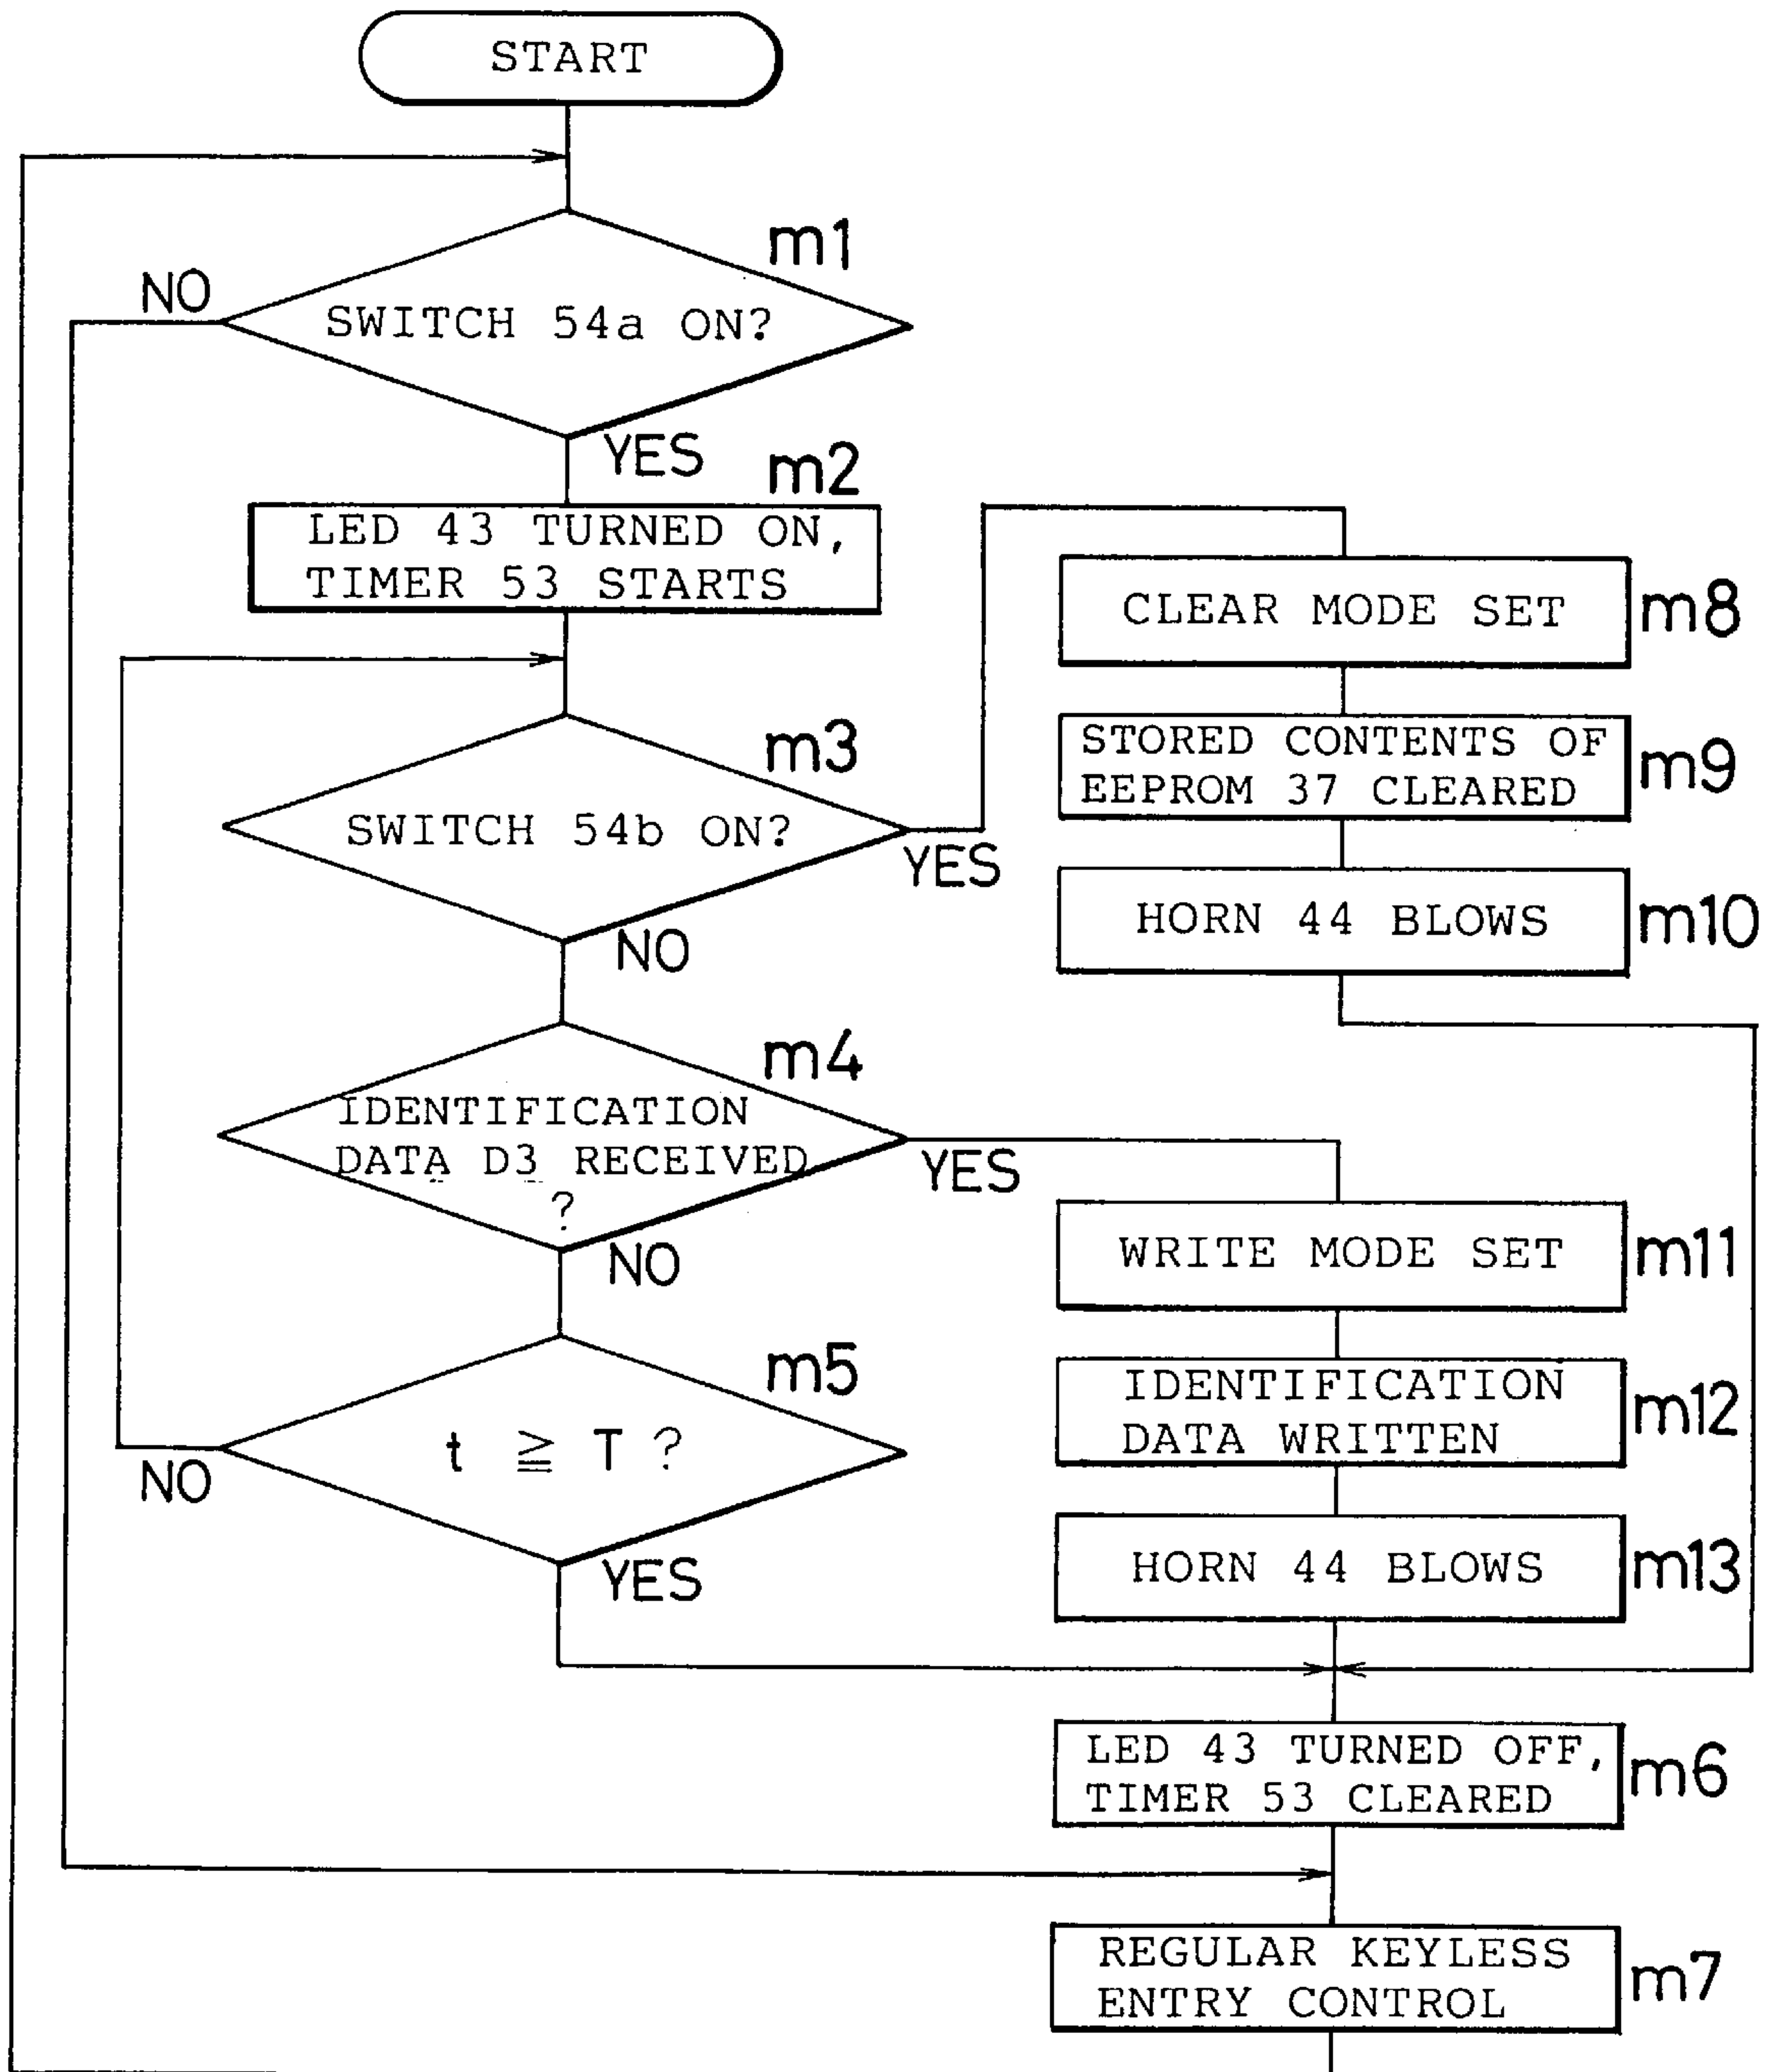 START
m1
NO
SWITCH 54a ON?
YES
m2
LED 43 TURNED ON,
TIMER 53 STARTS
m3
SWITCH 54b ON?
YES
NO
CLEAR MODE SET
m8
STORED CONTENTS OF
EEPROM 37 CLEARED
m9
HORN 44 BLOWS
m10
m4
IDENTIFICATION
DATA D3 RECEIVED
?
YES
NO
WRITE MODE SET
m11
IDENTIFICATION
DATA WRITTEN
m12
HORN 44 BLOWS
m13
m5
t ≧ T ?
NO
YES
LED 43 TURNED OFF,
TIMER 53 CLEARED
m6
REGULAR KEYLESS
ENTRY CONTROL
m7